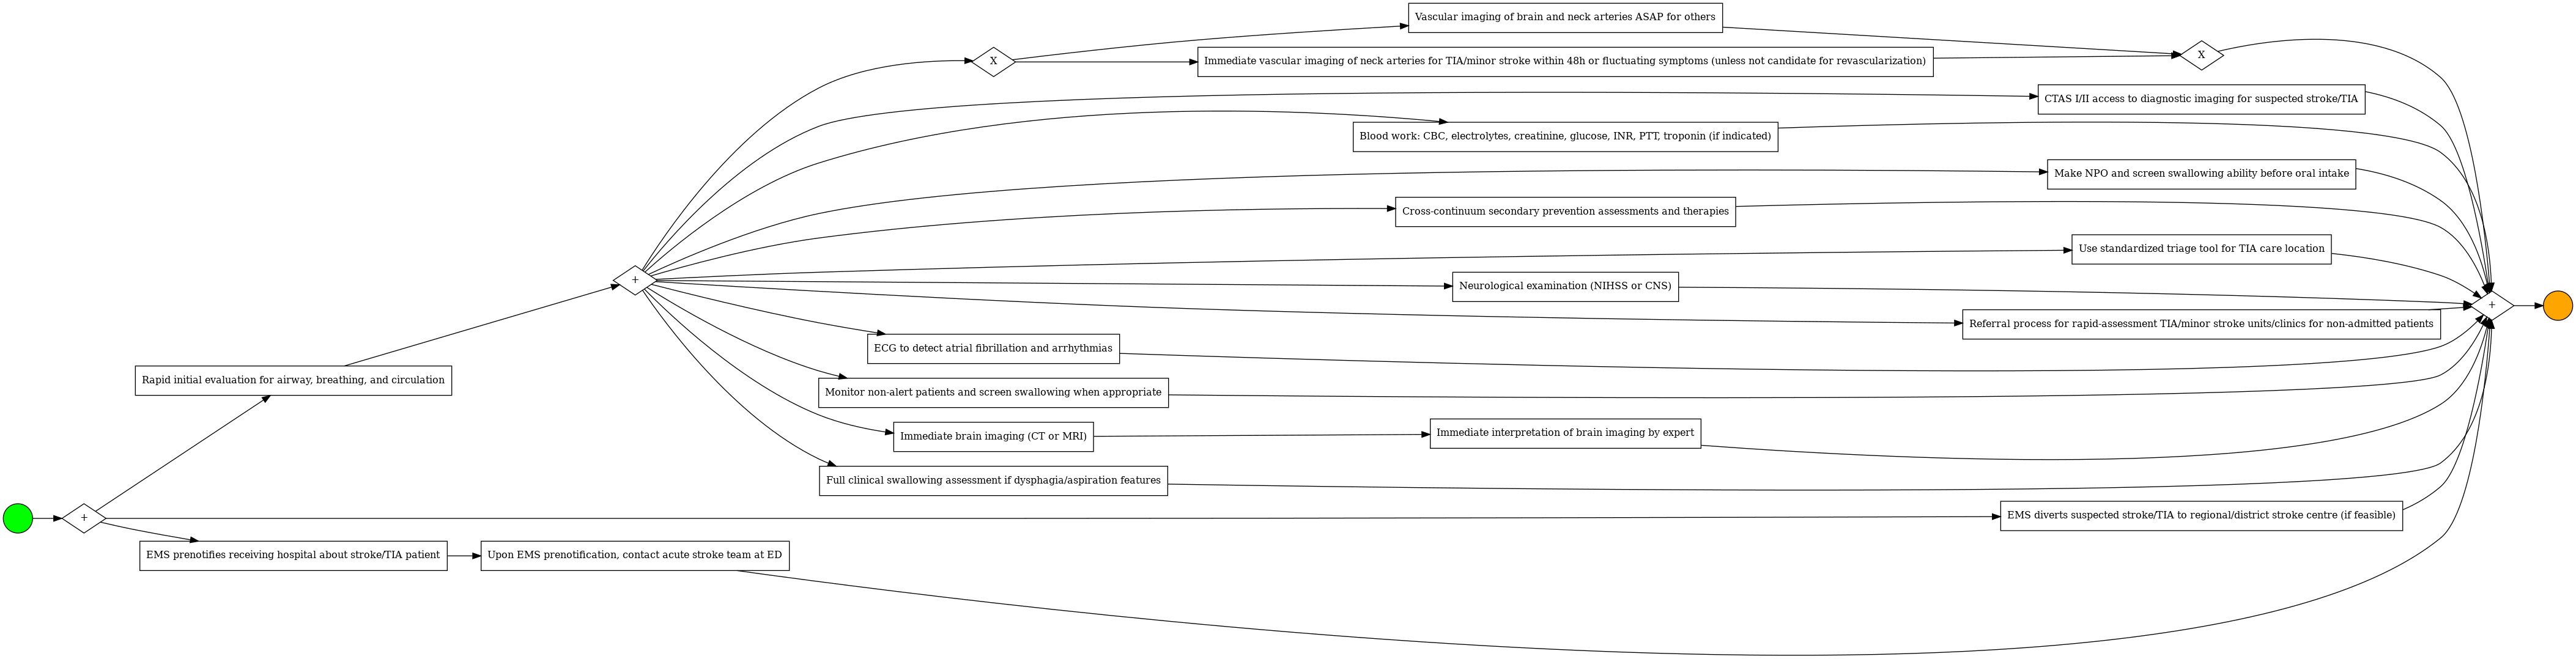 Vascular imaging of brain and neck arteries ASAP for others
X
X
Immediate vascular imaging of neck arteries for TIA/minor stroke within 48h or fluctuating symptoms (unless not candidate for revascularization)
CTAS I/II access to diagnostic imaging for suspected stroke/TIA
Blood work: CBC, electrolytes, creatinine, glucose, INR, PTT, troponin (if indicated)
Make NPO and screen swallowing ability before oral intake
Cross-continuum secondary prevention assessments and therapies
Use standardized triage tool for TIA care location
+
Neurological examination (NIHSS or CNS)
+
Referral process for rapid-assessment TIA/minor stroke units/clinics for non-admitted patients
ECG to detect atrial fibrillation and arrhythmias
Rapid initial evaluation for airway, breathing, and circulation
Monitor non-alert patients and screen swallowing when appropriate
Immediate brain imaging (CT or MRI)
Immediate interpretation of brain imaging by expert
Full clinical swallowing assessment if dysphagia/aspiration features
+
EMS diverts suspected stroke/TIA to regional/district stroke centre (if feasible)
EMS prenotifies receiving hospital about stroke/TIA patient
Upon EMS prenotification, contact acute stroke team at ED